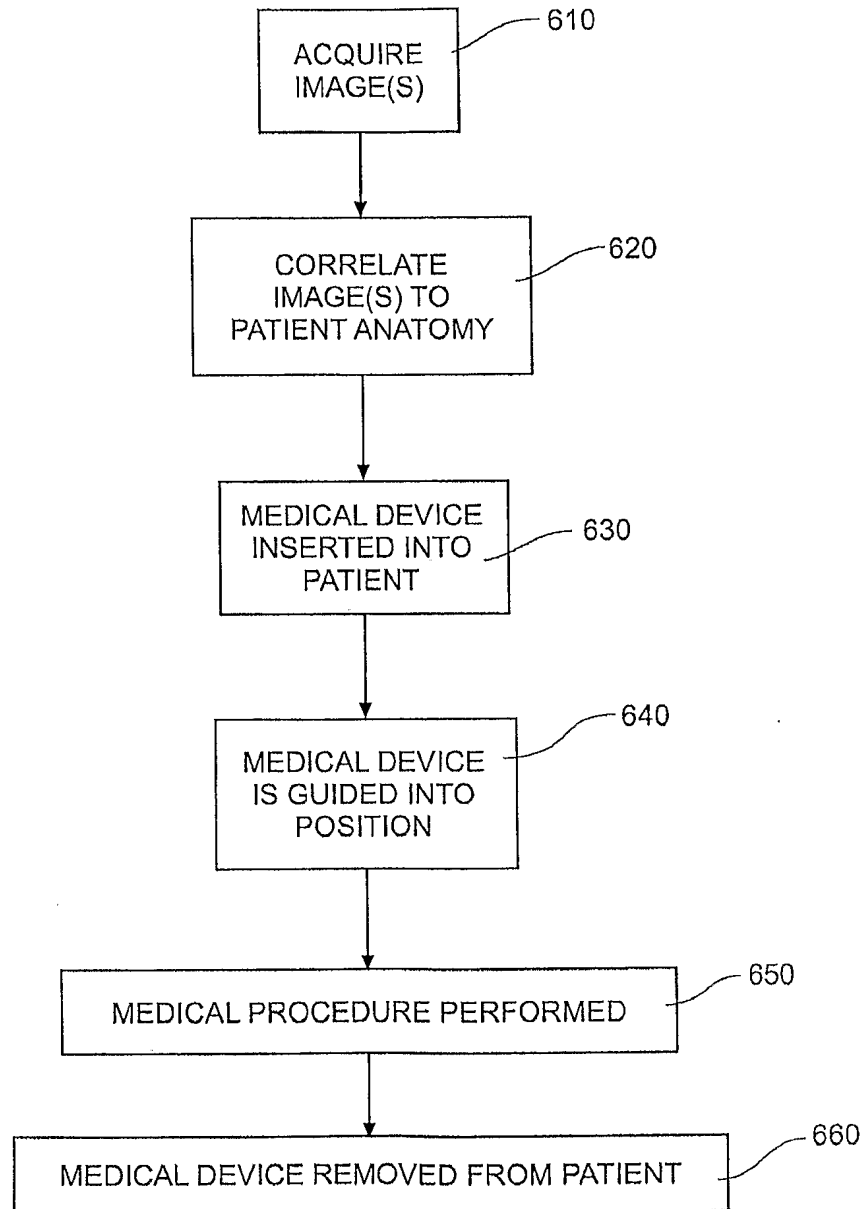 610
ACQUIRE
IMAGE(S)
620
CORRELATE
IMAGE(S) TO
PATIENT ANATOMY
630
MEDICAL DEVICE
INSERTED INTO
PATIENT
640
MEDICAL DEVICE
IS GUIDED INTO
POSITION
650
MEDICAL PROCEDURE PERFORMED
660
MEDICAL DEVICE REMOVED FROM PATIENT